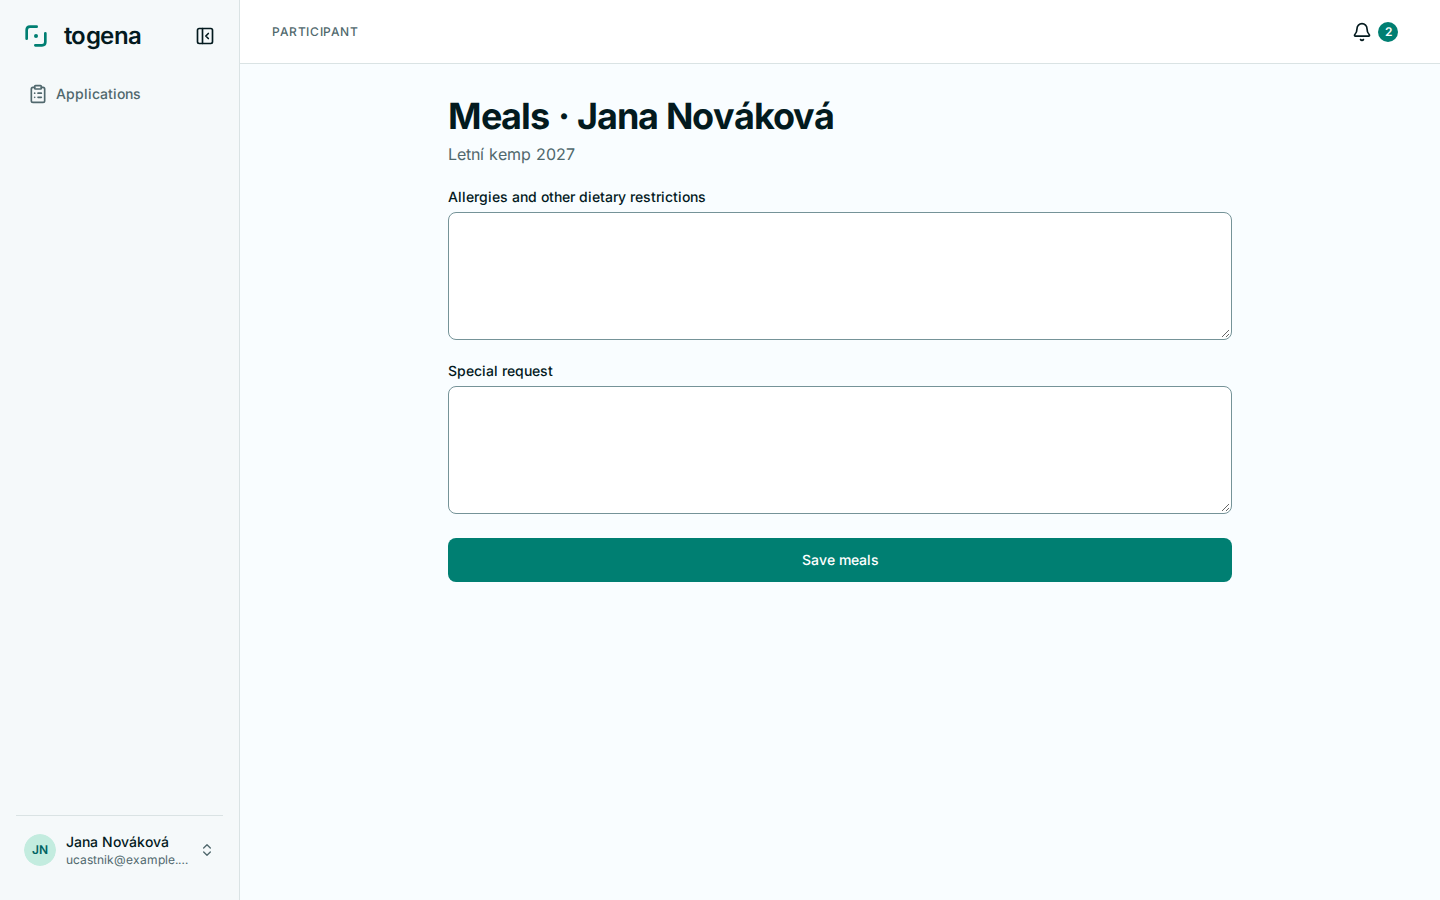 togena
PARTICIPANT
2
Applications
Meals · Jana Nováková
Letní kemp 2027
Allergies and other dietary restrictions
Special request
Save meals
JN
Jana Nováková
ucastnik@example....